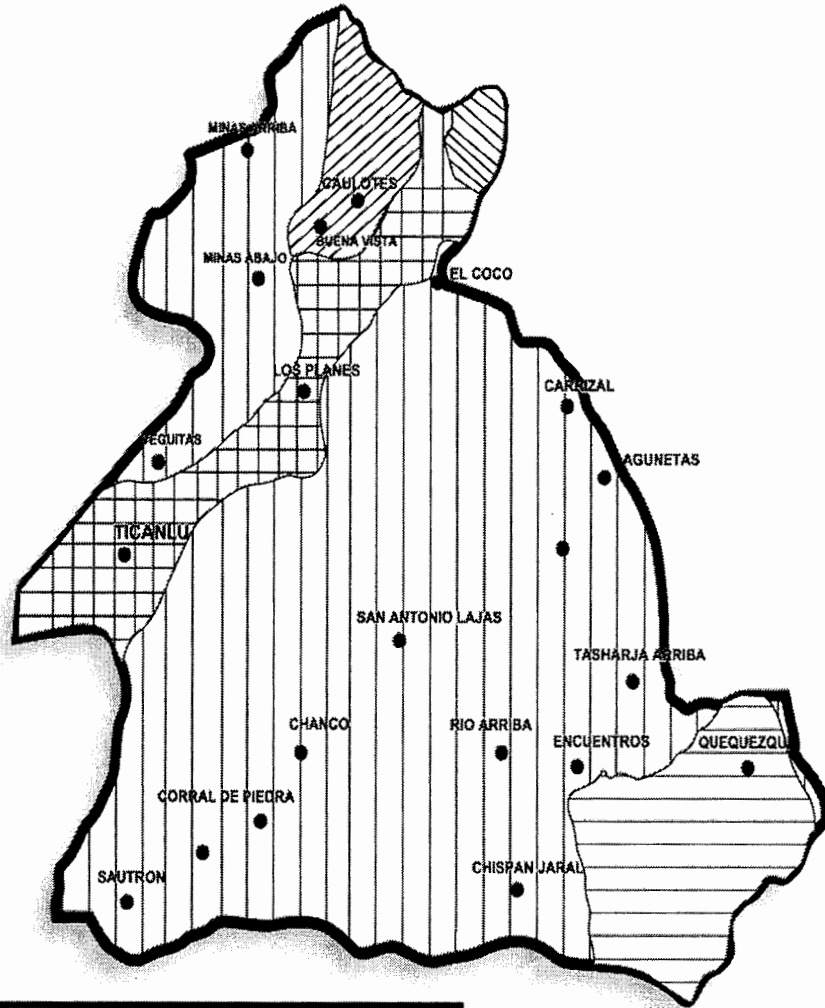 MINAS ARRIBA
CAULOTES
BUENA VISTA
MINAS ABAJO
EL COCO
LOS PLANES
CARRIZAL
EGUITAS
AGUNETAS
TICANLU
SAN ANTONIO LAJAS
TASHARJA ARRIBA
CHANCO
RIO ARRIBA
ENCUENTROS
QUEQUEZQU
CORRAL DE PIEDRA
CHISPAN JARAL
SAUTRON